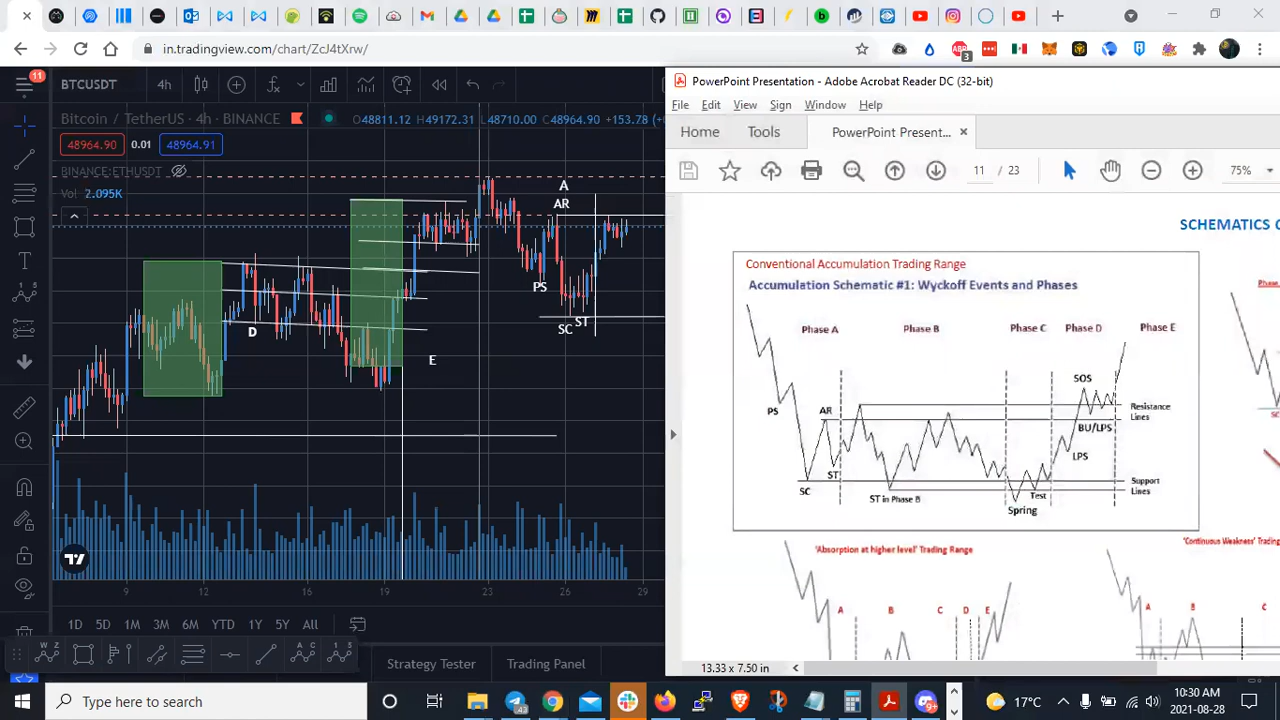 in.tradingview.com/chart/ZcJ4tXrw/
3
11
BTCUSDT
4h
Bitcoin / TetherUS · 4h · BINANCE
O48811.12 H49172.31 L48710.00 C48964.90 +153.78
48964.90
0.01
48964.91
BINANCE:ETHUSDT
Vol 2.095K
A
AR
PS
SC
ST
D
E
9
12
16
19
23
26
29
1D
5D
1M
3M
6M
YTD
1Y
5Y
All
Strategy Tester
Trading Panel
PowerPoint Presentation - Adobe Acrobat Reader DC (32-bit)
File Edit View Sign Window Help
Home
Tools
PowerPoint Present...
11 / 23
75%
SCHEMATICS
Conventional Accumulation Trading Range
Accumulation Schematic #1: Wyckoff Events and Phases
Phase A
Phase B
Phase C
Phase D
Phase E
PS
AR
SC
ST
ST in Phase B
Spring
Test
LPS
SOS
BU/LPS
Resistance
Lines
Support
Lines
'Absorption at higher level' Trading Range
A
B
C
D
E
'Continuous Weakness' Trading
A
B
C
13.33 x 7.50 in
Type here to search
23
9+
17°C
10:30 AM
2021-08-28